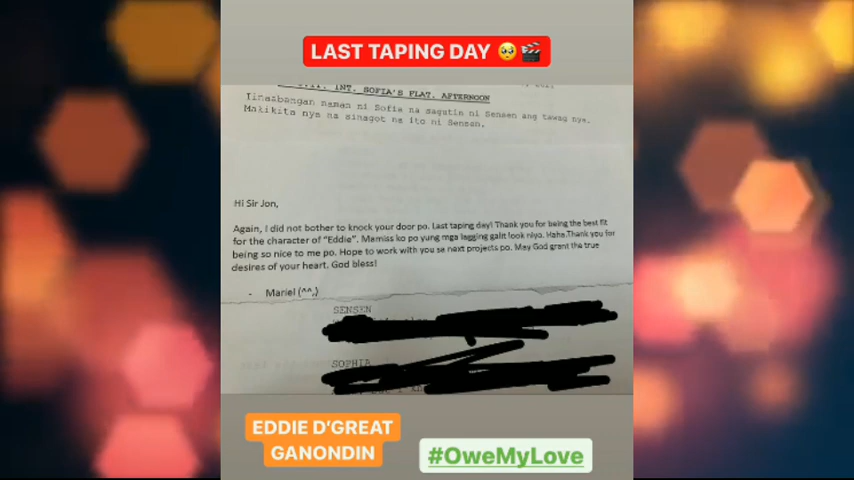 LAST TAPING DAY 🥺🎬
INT. SOFIA'S FLAT. AFTERNOON
Tinaabangan naman ni Sofia na sagutin ni Sensen ang tawag nya.
Makikita nya na sinagot na ito ni Sensen.
Hi Sir Jon,
Again, I did not bother to knock your door po. Last taping day! Thank you for being the best fit
for the character of "Eddie". Mamiss ko po yung mga lagging galit look niyo. Haha.Thank you for
being so nice to me po. Hope to work with you se next projects po. May God grant the true
desires of your heart. God bless!
- Mariel (^^,)
SENSEN
SOPHIA
EDDIE D'GREAT
GANONDIN
#OweMyLove